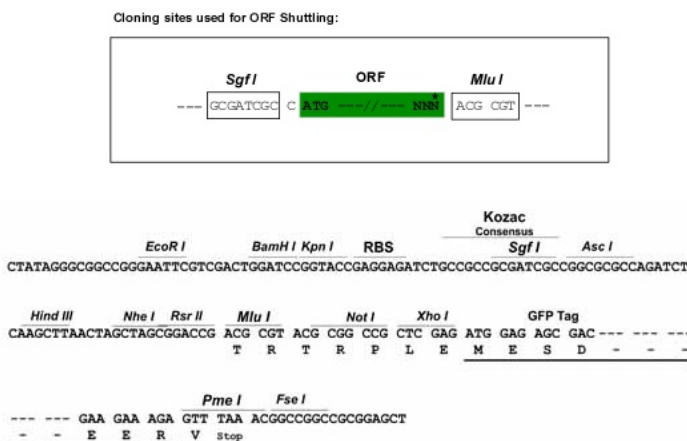 Cloning sites used for ORF Shuttling:
Sgf I ORF Mlu I
--- GCGATCGC C ATG ---//--- NNN* ACG CGT ---
Kozac
Consensus
EcoR I BamH I Kpn I RBS Sgf I Asc I
CTATAGGGCGGCCGGGAATTCGTCGACTGGATCCGGTACCGAGGAGATCTGCCGCCGCGATCGCCGGCGCGCCAGATCT
Hind III Nhe I Rsr II Mlu I Not I Xho I GFP Tag
CAAGCTTAACTAGCTAGCGGACCG ACG CGT ACG CGG CCG CTC GAG ATG GAG AGC GAC--- --- ---
T R T R P L E M E S D - - -
Pme I Fse I
--- --- GAA GAA AGA GTT TAA ACGGCCGGCCGCGGAGCT
- - E E R V Stop